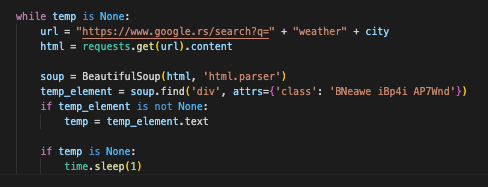 while temp is None:
    url = "https://www.google.rs/search?q=" + "weather" + city
    html = requests.get(url).content

    soup = BeautifulSoup(html, 'html.parser')
    temp_element = soup.find('div', attrs={'class': 'BNeawe iBp4i AP7Wnd'})
    if temp_element is not None:
        temp = temp_element.text

    if temp is None:
        time.sleep(1)